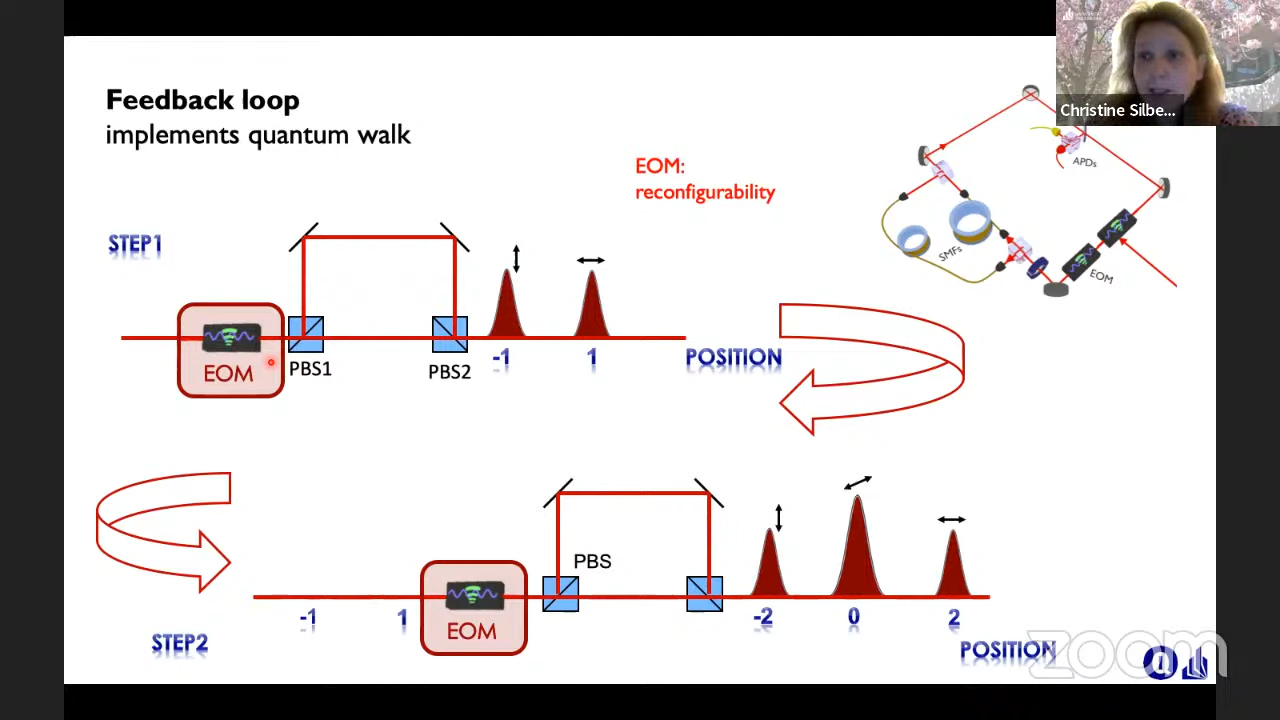 Feedback loop
implements quantum walk
EOM:
reconfigurability
Christine Silbe...
APDs
SMFs
EOM
STEP1
EOM
PBS1
PBS2
-1
1
POSITION
PBS
EOM
-1
1
-2
0
2
STEP2
POSITION
zoom